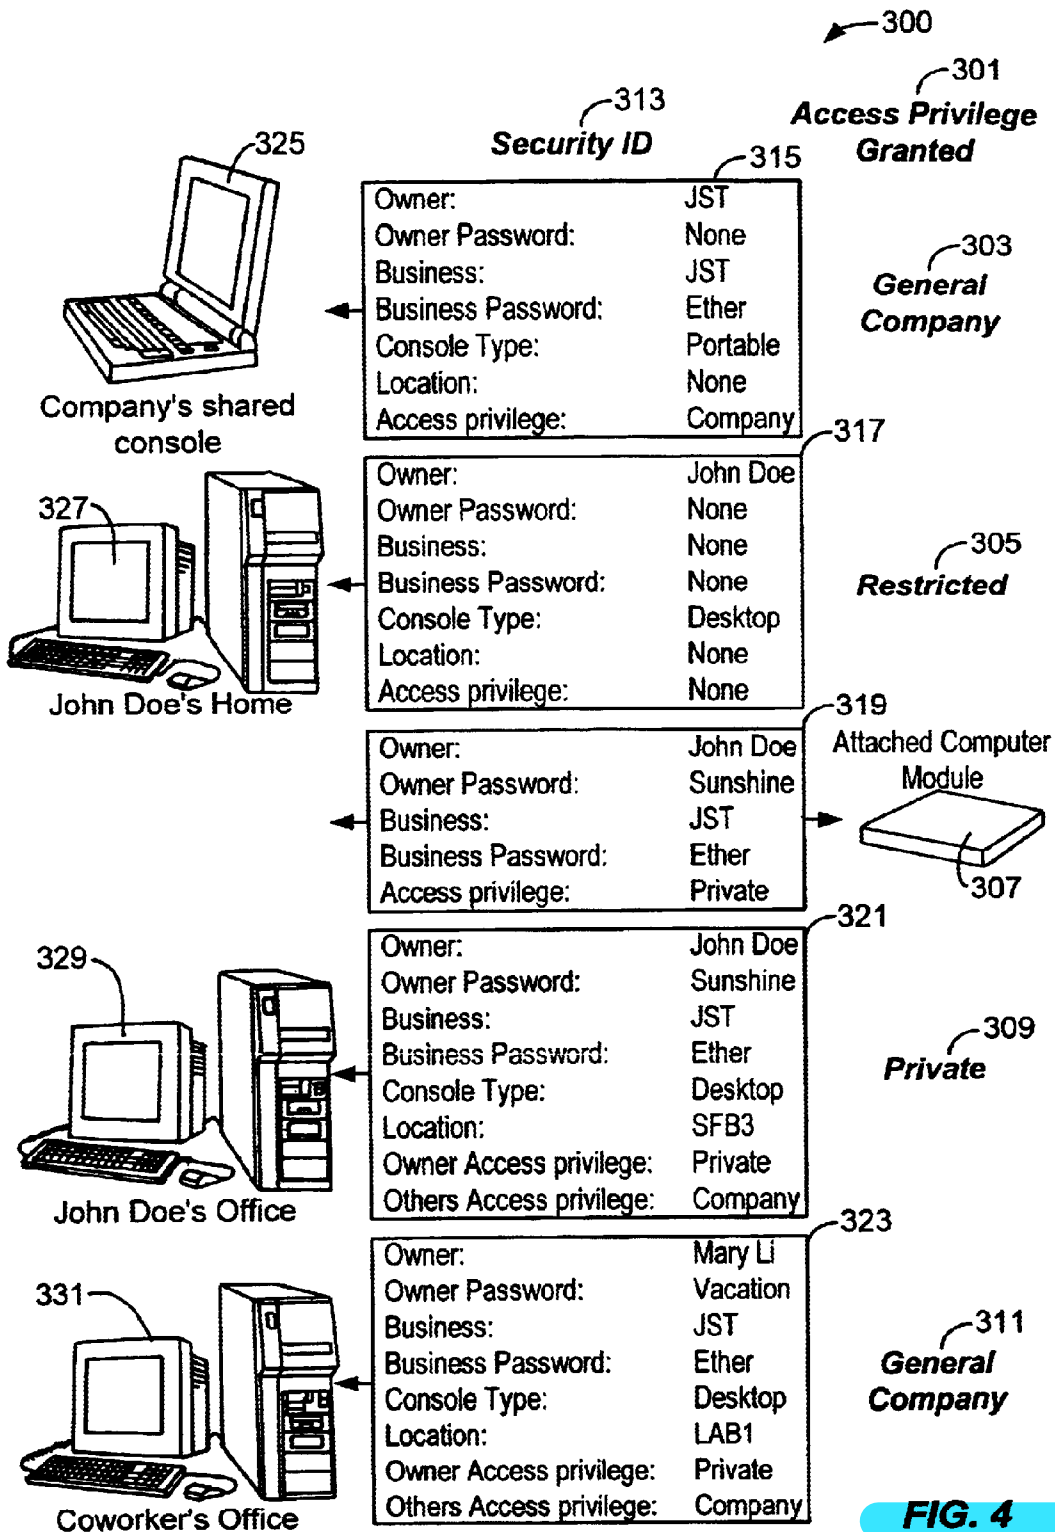 300
301
Access Privilege
Granted
313
Security ID
325
315
Owner: JST
Owner Password: None
Business: JST
Business Password: Ether
Console Type: Portable
Location: None
Access privilege: Company
303
General
Company
Company's shared
console
317
Owner: John Doe
Owner Password: None
Business: None
Business Password: None
Console Type: Desktop
Location: None
Access privilege: None
327
305
Restricted
John Doe's Home
319
Owner: John Doe
Owner Password: Sunshine
Business: JST
Business Password: Ether
Access privilege: Private
Attached Computer
Module
307
321
Owner: John Doe
Owner Password: Sunshine
Business: JST
Business Password: Ether
Console Type: Desktop
Location: SFB3
Owner Access privilege: Private
Others Access privilege: Company
329
309
Private
John Doe's Office
323
Owner: Mary Li
Owner Password: Vacation
Business: JST
Business Password: Ether
Console Type: Desktop
Location: LAB1
Owner Access privilege: Private
Others Access privilege: Company
331
311
General
Company
Coworker's Office
FIG. 4